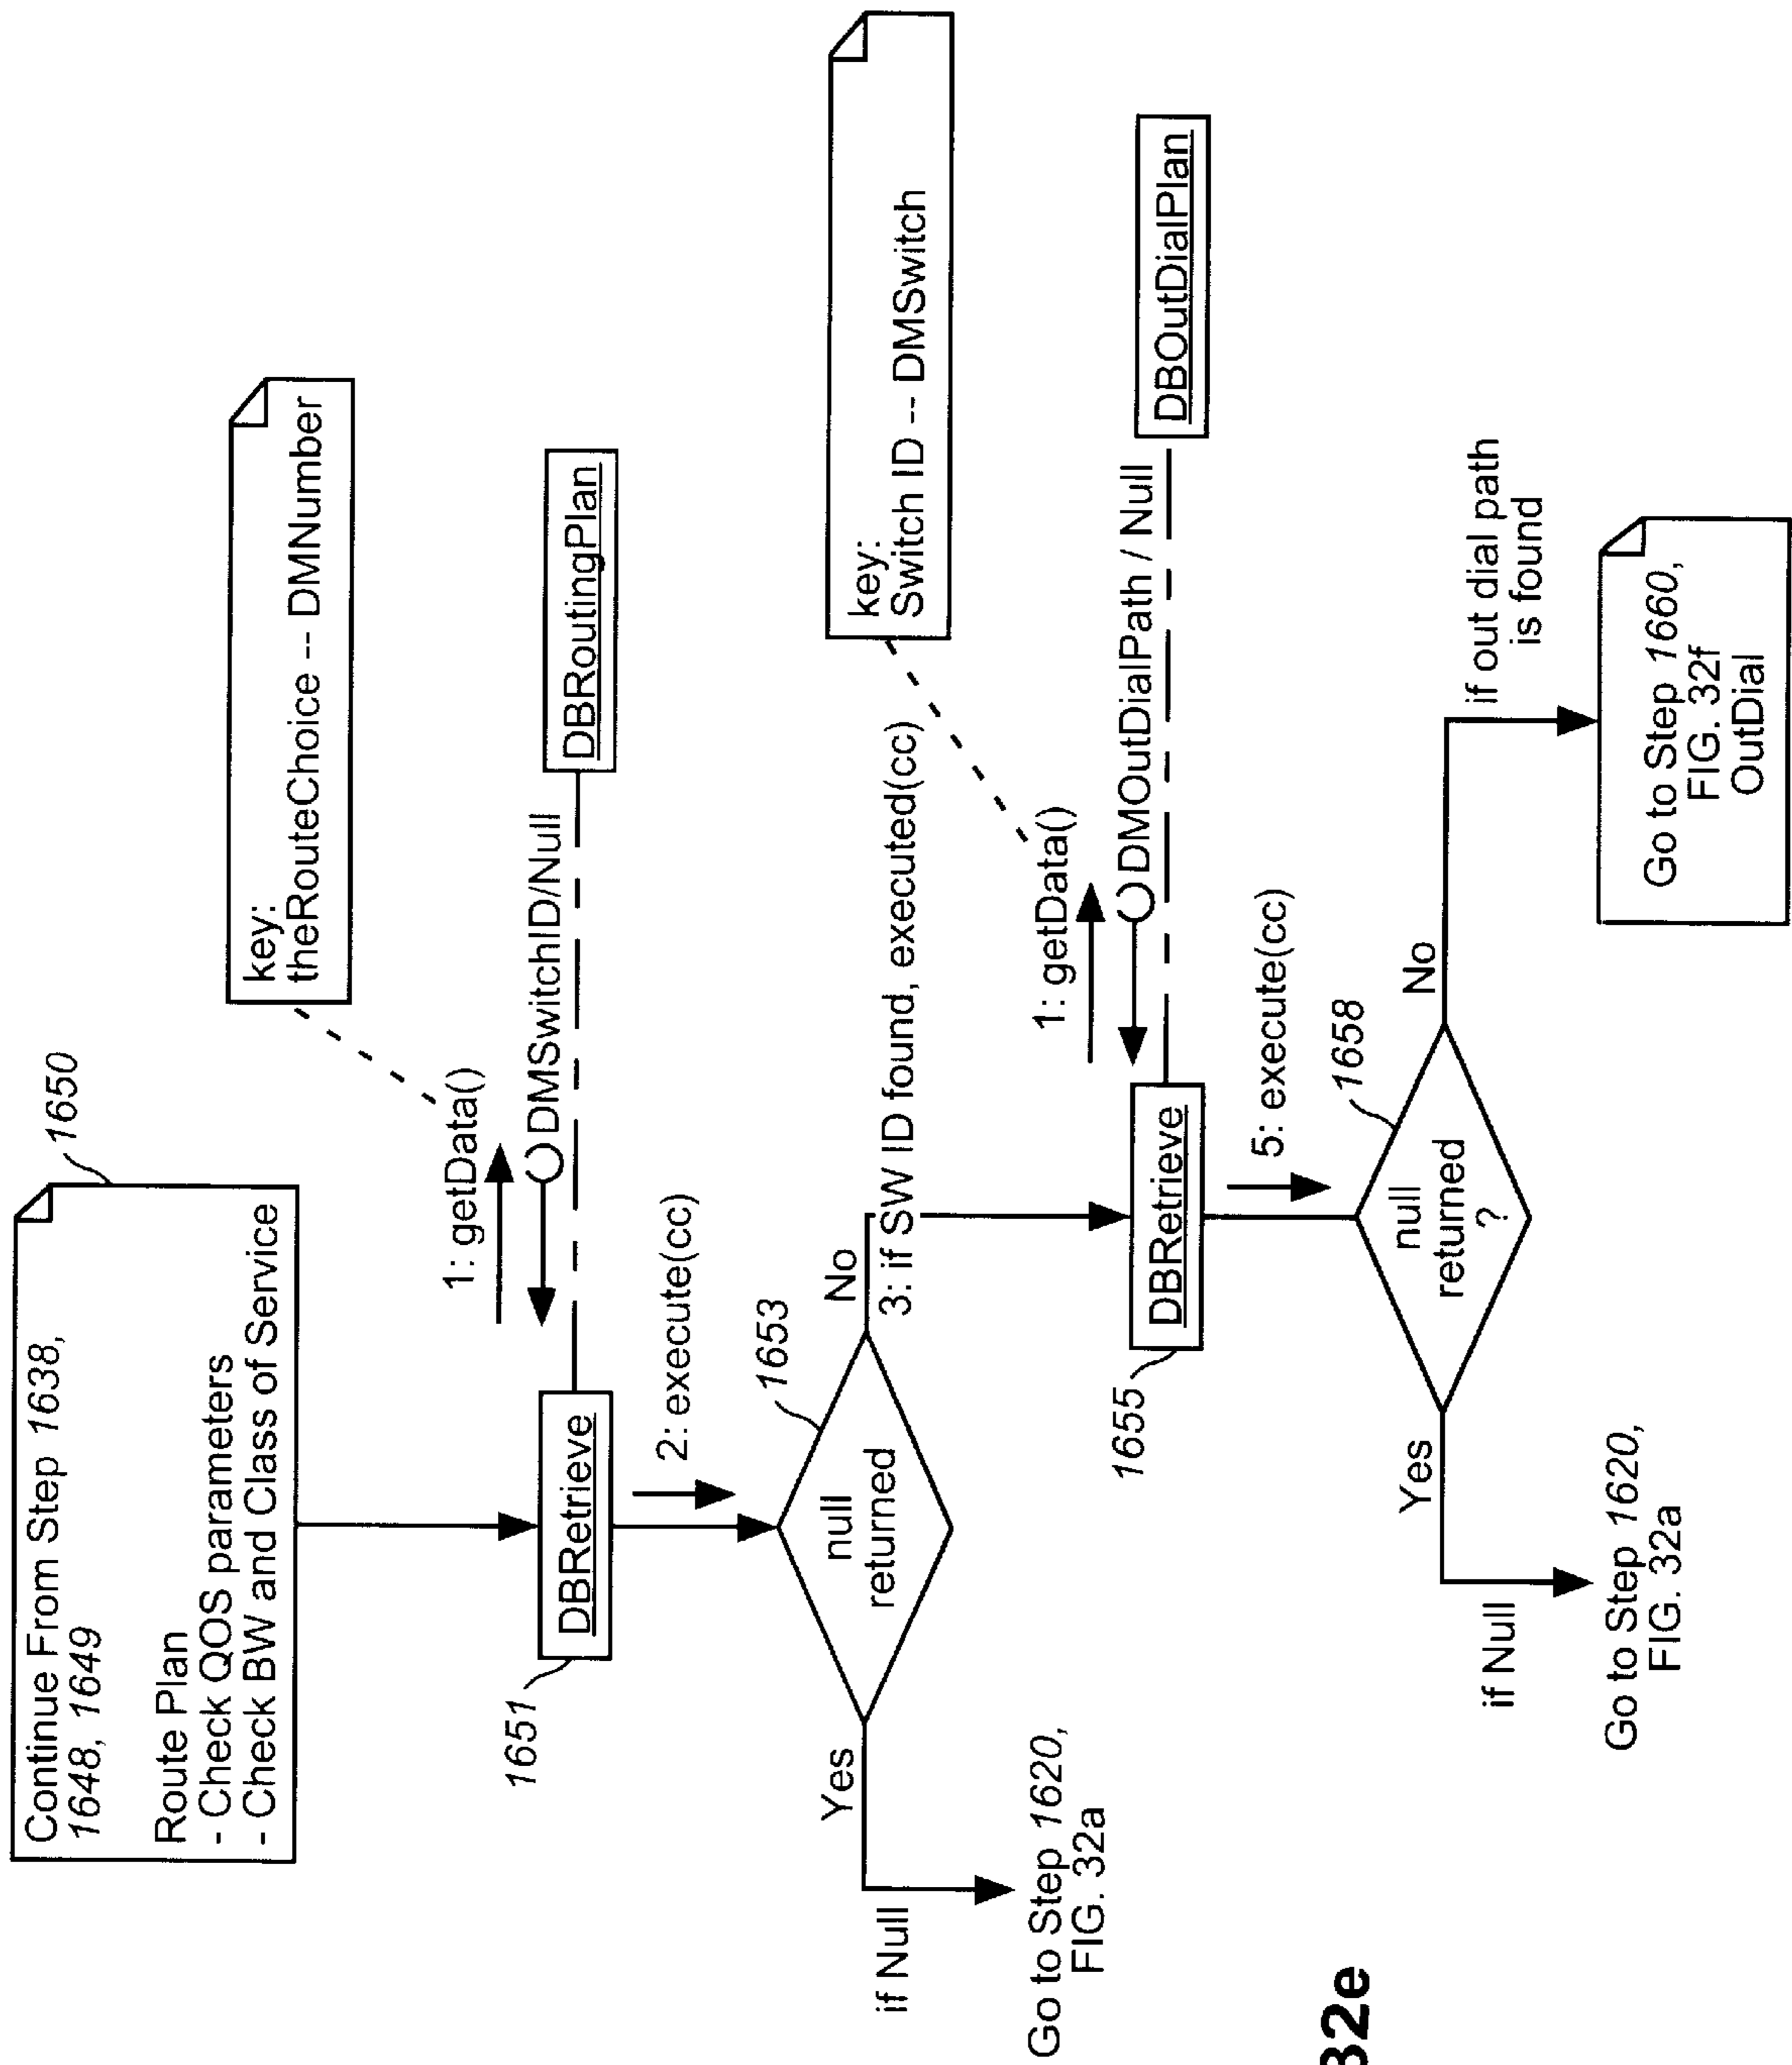 Continue From Step 1638,
1648, 1649
Route Plan
- Check QOS parameters
- Check BW and Class of Service
1650
key:
theRouteChoice -- DMNumber
1: getData()
DMSwitchID/Null
DBRetrieve
DBRoutingPlan
1651
2: execute(cc)
1653
null
returned
Yes
No
if Null
Go to Step 1620,
FIG. 32a
3: if SW ID found, executed(cc)
key:
Switch ID -- DMSwitch
1: getData()
DMOutDialPath / Null
DBRetrieve
DBOutDialPlan
1655
5: execute(cc)
1658
null
returned
?
Yes
No
if Null
Go to Step 1620,
FIG. 32a
if out dial path
is found
Go to Step 1660,
FIG. 32f
OutDial
32e